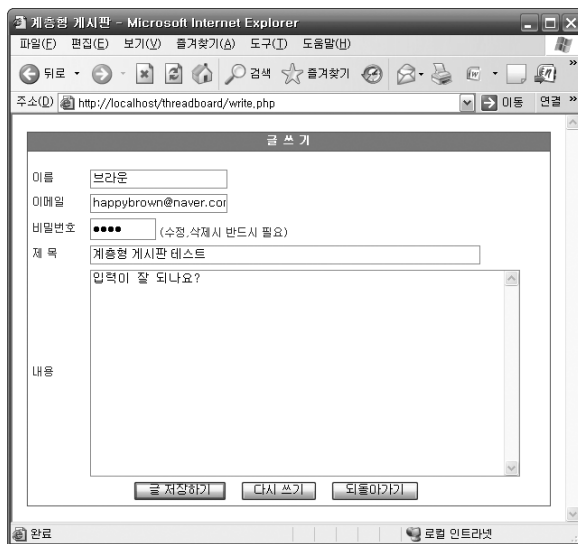 계층형 게시판 - Microsoft Internet Explorer
파일(F) 편집(E) 보기(V) 즐겨찾기(A) 도구(T) 도움말(H)
뒤로 검색 즐겨찾기
주소(D) http://localhost/threadboard/write.php 이동 연결 »
글 쓰 기
이름 브라운
이메일 happybrown@naver.cor
비밀번호 ●●●● (수정,삭제시 반드시 필요)
제 목 계층형 게시판 테스트
입력이 잘 되나요?
내용
글 저장하기 다시 쓰기 되돌아가기
완료 로컬 인트라넷